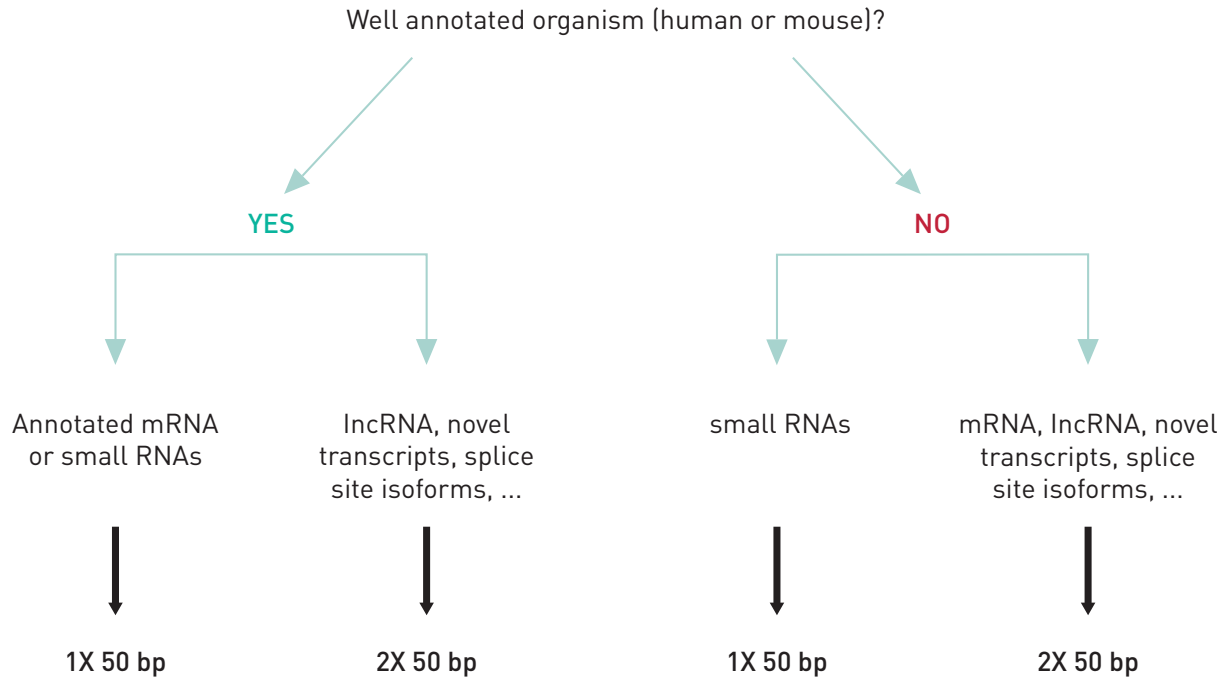 Well annotated organism (human or mouse)?
YES
NO
Annotated mRNA
or small RNAs
lncRNA, novel
transcripts, splice
site isoforms, ...
small RNAs
mRNA, lncRNA, novel
transcripts, splice
site isoforms, ...
1X 50 bp
2X 50 bp
1X 50 bp
2X 50 bp